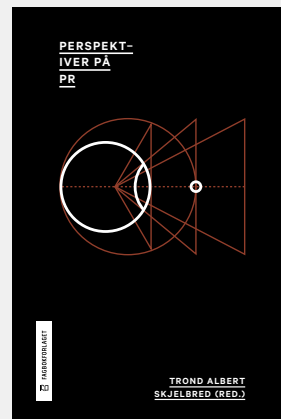 PERSPEKT–
IVER PÅ
PR
FAGBOKFORLAGET
TROND ALBERT
SKJELBRED (RED.)